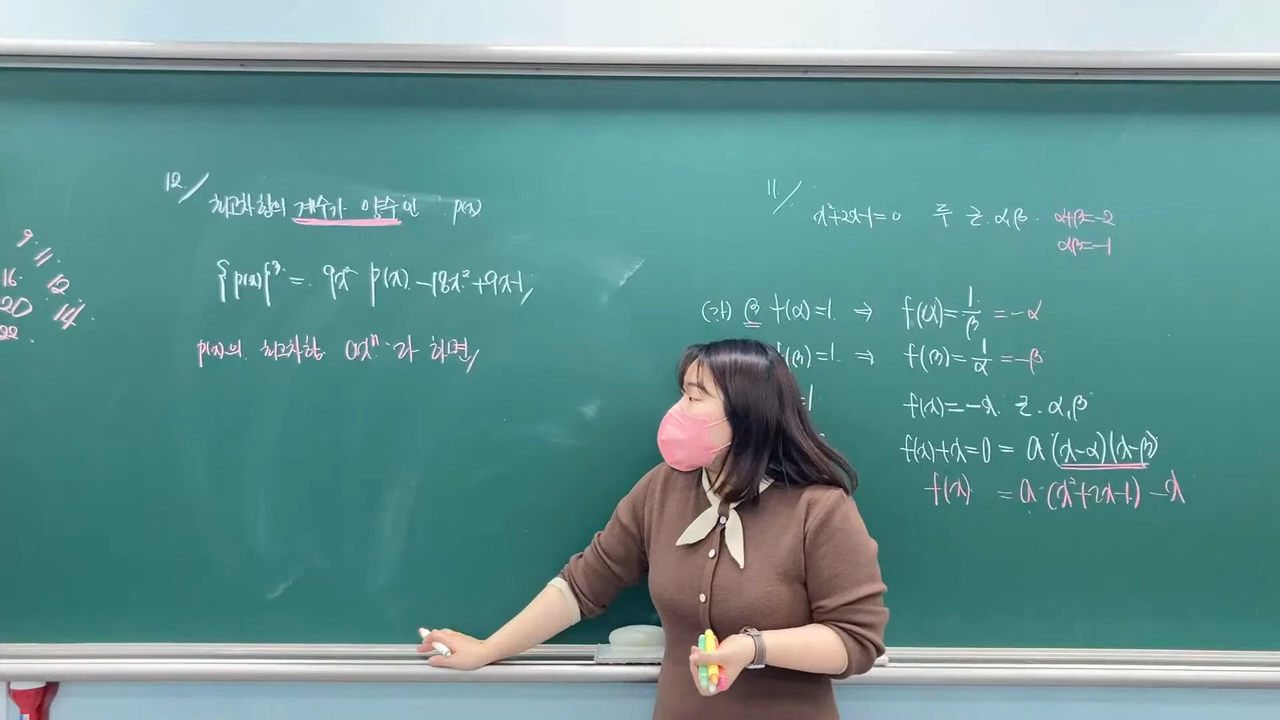 12.
최고차항의 계수가 양수인 p(x)
{p(x)}³ = 9x² p(x) -18x²+9x-1,
p(x)의 최고차항 axⁿ 라 하면,
9.
11.
16.
12
20
14.
22.
11.
x²+2x-1=0 두 근 α,β. α+β=-2
αβ=-1
(가) β f(α)=1. ⇒ f(α)=1/β =-α
f(β)=1. ⇒ f(β)=1/α =-β
=1
f(x)=-x. 근 α,β
f(x)+x=0 = a(x-α)(x-β)
f(x) = a(x²+2x-1)-x